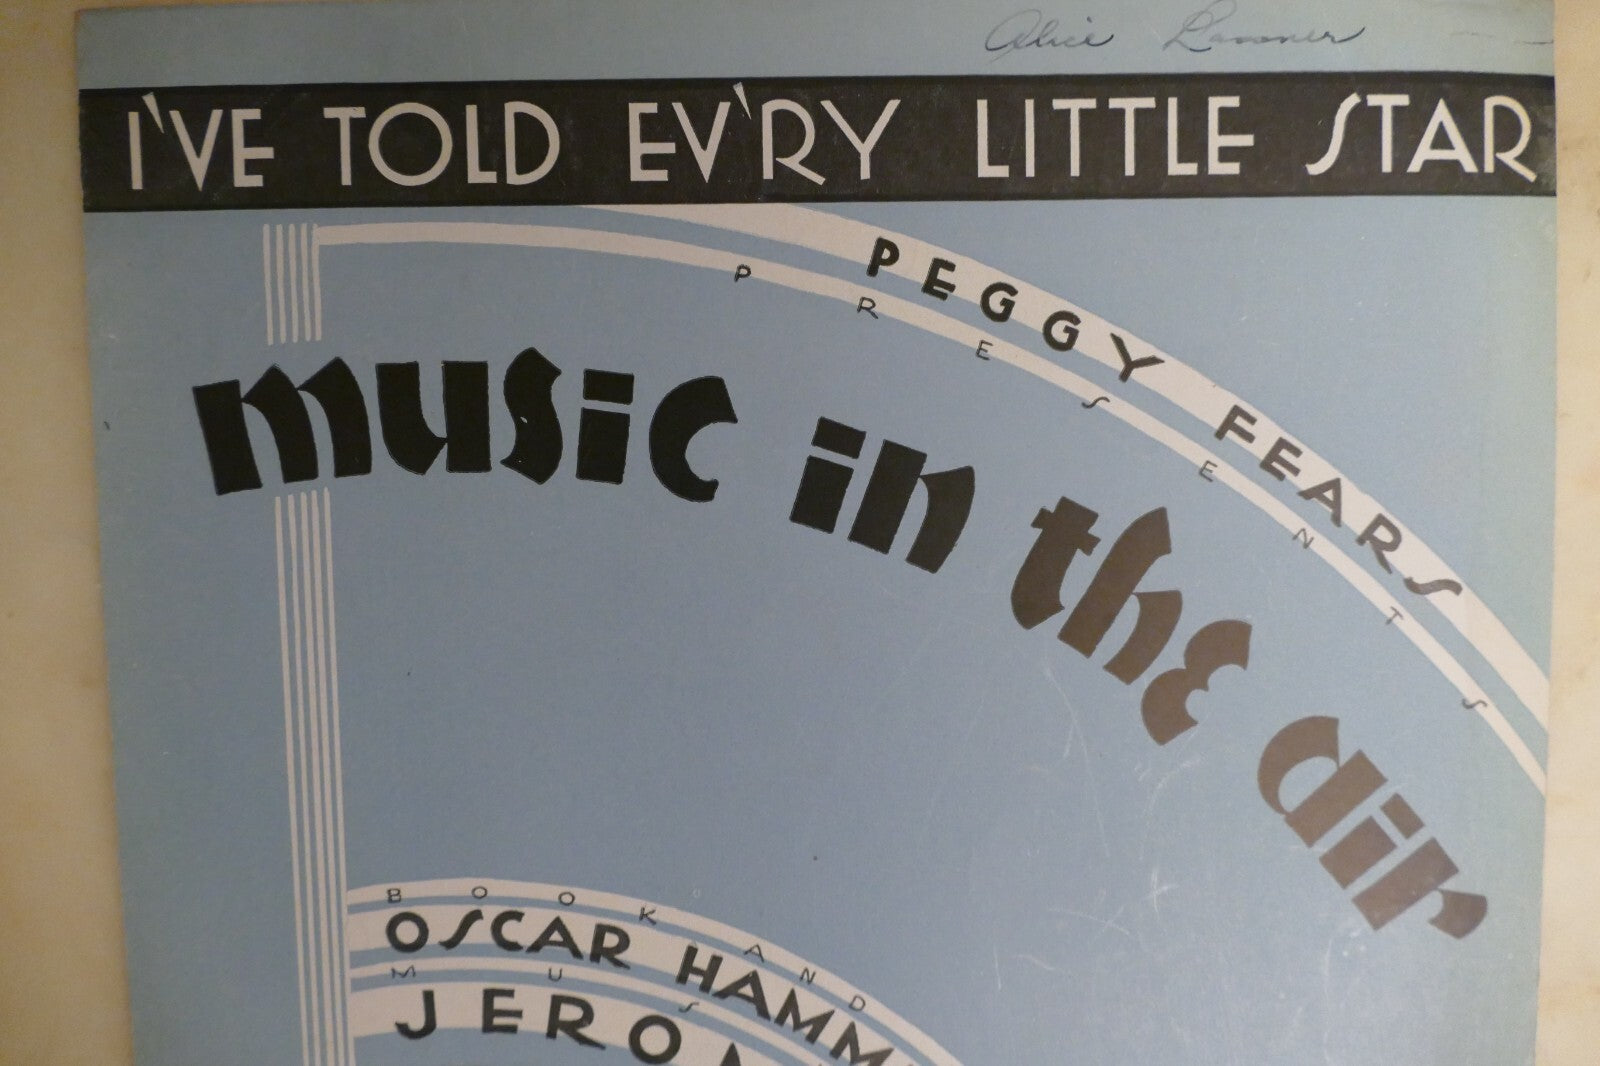 Alice
I'VE TOLD EV'RY LITTLE STAR
PEGGY FEARS
PRESENTS
music in the air
BOOK AND
OSCAR HAMM
MUS
JERO